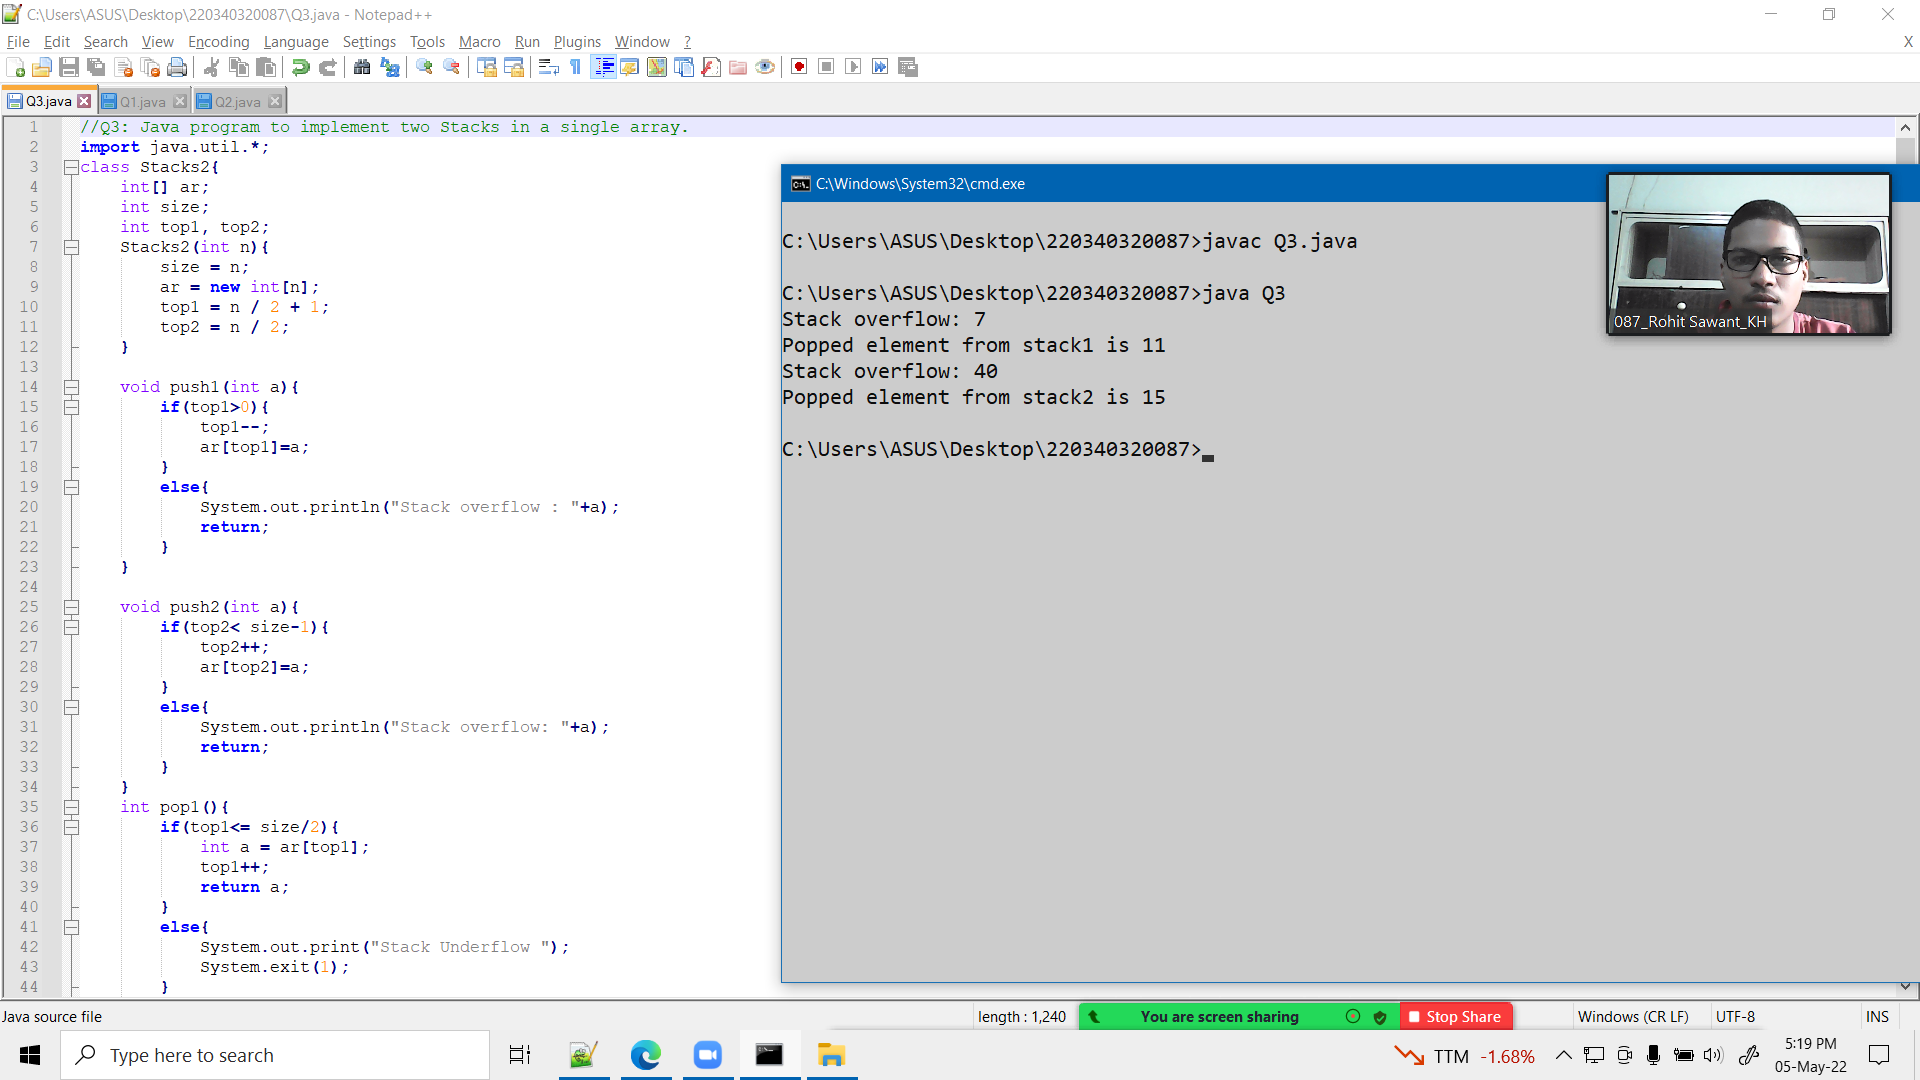 C:\Users\ASUS\Desktop\220340320087\Q3.java - Notepad++
File Edit Search View Encoding Language Settings Tools Macro Run Plugins Window ? X
Q3.java Q1.java Q2.java
1 //Q3: Java program to implement two Stacks in a single array.
2 import java.util.*;
3 class Stacks2{
4 int[] ar;
5 int size;
6 int top1, top2;
7 Stacks2(int n){
8 size = n;
9 ar = new int[n];
10 top1 = n / 2 + 1;
11 top2 = n / 2;
12 }
13
14 void push1(int a){
15 if(top1>0){
16 top1--;
17 ar[top1]=a;
18 }
19 else{
20 System.out.println("Stack overflow : "+a);
21 return;
22 }
23 }
24
25 void push2(int a){
26 if(top2< size-1){
27 top2++;
28 ar[top2]=a;
29 }
30 else{
31 System.out.println("Stack overflow: "+a);
32 return;
33 }
34 }
35 int pop1(){
36 if(top1<= size/2){
37 int a = ar[top1];
38 top1++;
39 return a;
40 }
41 else{
42 System.out.print("Stack Underflow ");
43 System.exit(1);
44 }
C:\Windows\System32\cmd.exe
C:\Users\ASUS\Desktop\220340320087>javac Q3.java
C:\Users\ASUS\Desktop\220340320087>java Q3
Stack overflow: 7
Popped element from stack1 is 11
Stack overflow: 40
Popped element from stack2 is 15
C:\Users\ASUS\Desktop\220340320087>
087_Rohit Sawant_KH
Java source file length : 1,240 You are screen sharing Stop Share Windows (CR LF) UTF-8 INS
Type here to search
TTM -1.68%
5:19 PM
05-May-22